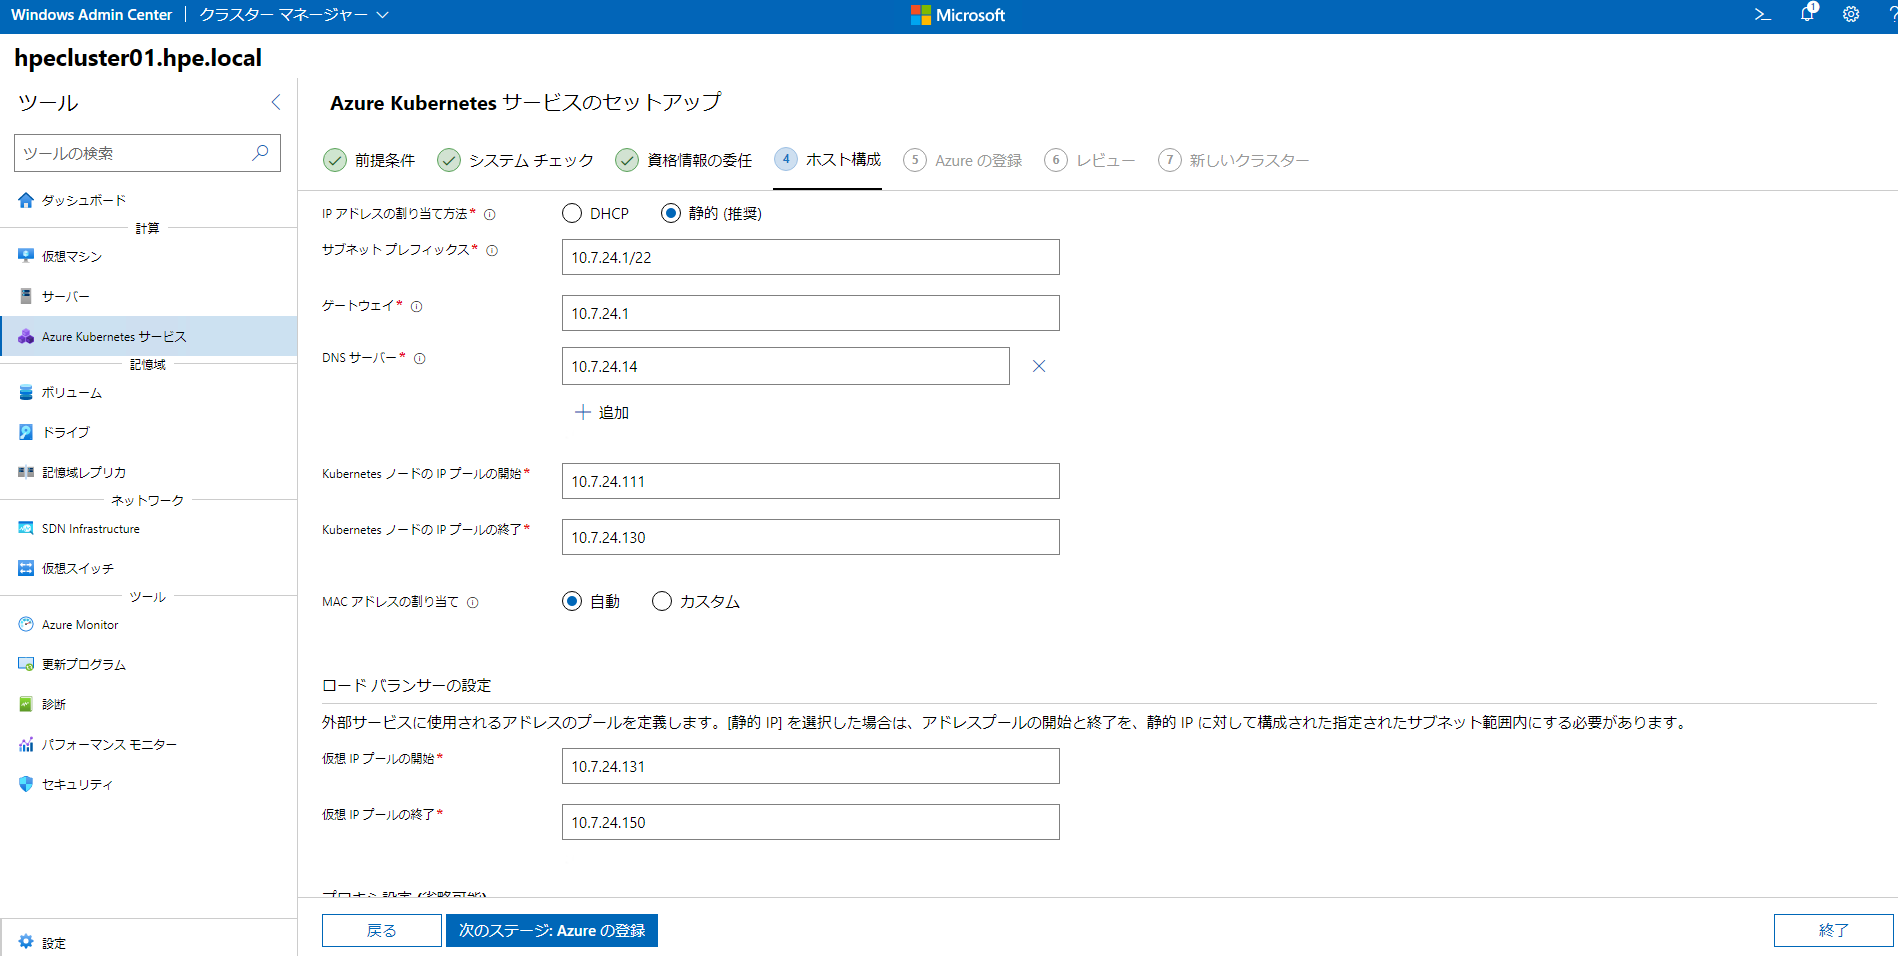 Windows Admin Center クラスター マネージャー Microsoft 1
hpecluster01.hpe.local
ツール
ツールの検索
ダッシュボード
計算
仮想マシン
サーバー
Azure Kubernetes サービス
記憶域
ボリューム
ドライブ
記憶域レプリカ
ネットワーク
SDN Infrastructure
仮想スイッチ
ツール
Azure Monitor
更新プログラム
診断
パフォーマンス モニター
セキュリティ
設定
Azure Kubernetes サービスのセットアップ
前提条件 システム チェック 資格情報の委任 4 ホスト構成 5 Azure の登録 6 レビュー 7 新しいクラスター
IP アドレスの割り当て方法* DHCP 静的 (推奨)
サブネット プレフィックス* 10.7.24.1/22
ゲートウェイ* 10.7.24.1
DNS サーバー* 10.7.24.14
追加
Kubernetes ノードの IP プールの開始* 10.7.24.111
Kubernetes ノードの IP プールの終了* 10.7.24.130
MAC アドレスの割り当て 自動 カスタム
ロード バランサーの設定
外部サービスに使用されるアドレスのプールを定義します。[静的 IP] を選択した場合は、アドレスプールの開始と終了を、静的 IP に対して構成された指定されたサブネット範囲内にする必要があります。
仮想 IP プールの開始* 10.7.24.131
仮想 IP プールの終了* 10.7.24.150
プロキシ設定 (省略可能)
戻る 次のステージ: Azure の登録 終了